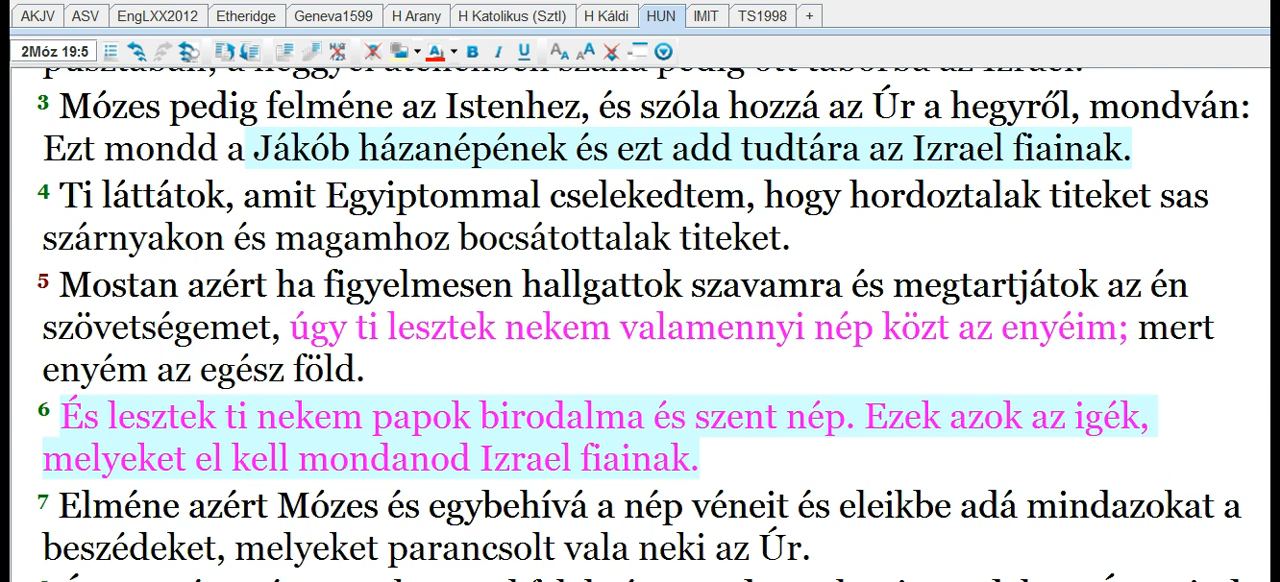 AKJV ASV EngLXX2012 Etheridge Geneva1599 H Arany H Katolikus (SztI) H Káldi HUN IMIT TS1998 +
2Móz 19:5 B I U
3 Mózes pedig felméne az Istenhez, és szóla hozzá az Úr a hegyről, mondván:
Ezt mondd a Jákób házanépének és ezt add tudtára az Izrael fiainak.
4 Ti láttátok, amit Egyiptommal cselekedtem, hogy hordoztalak titeket sas
szárnyakon és magamhoz bocsátottalak titeket.
5 Mostan azért ha figyelmesen hallgattok szavamra és megtartjátok az én
szövetségemet, úgy ti lesztek nekem valamennyi nép közt az enyéim; mert
enyém az egész föld.
6 És lesztek ti nekem papok birodalma és szent nép. Ezek azok az igék,
melyeket el kell mondanod Izrael fiainak.
7 Elméne azért Mózes és egybehívá a nép véneit és eleikbe adá mindazokat a
beszédeket, melyeket parancsolt vala neki az Úr.